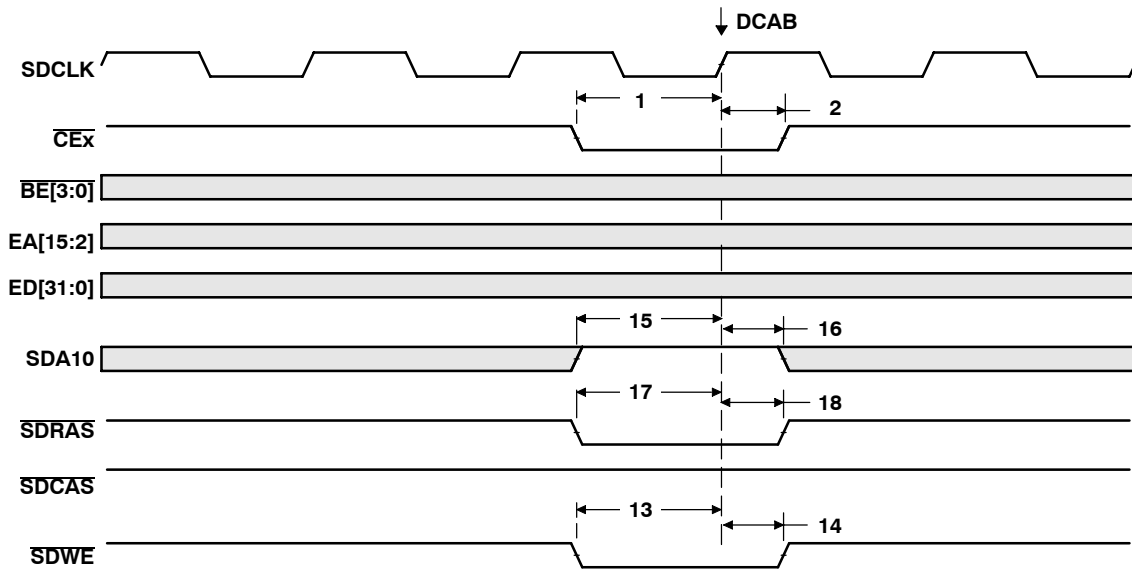 DCAB
SDCLK
1
2
CEx
BE[3:0]
EA[15:2]
ED[31:0]
15
16
SDA10
17
18
SDRAS
SDCAS
13
14
SDWE